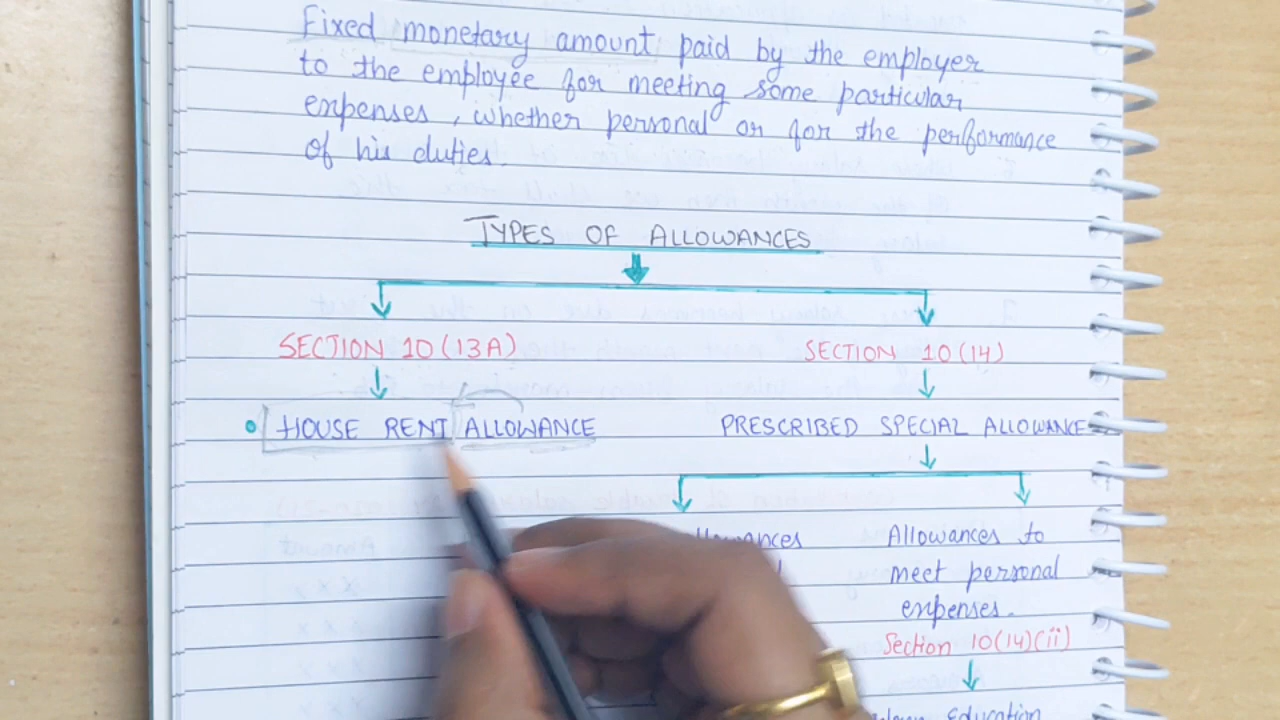 Fixed monetary amount paid by the employer
to the employee for meeting some particular
expenses, whether personal or for the performance
of his duties.
TYPES OF ALLOWANCES
SECTION 10(13A)
SECTION 10(14)
HOUSE RENT ALLOWANCE
PRESCRIBED SPECIAL ALLOWANCE
Allowances to
meet personal
expenses.
Section 10(14)(ii)
Education